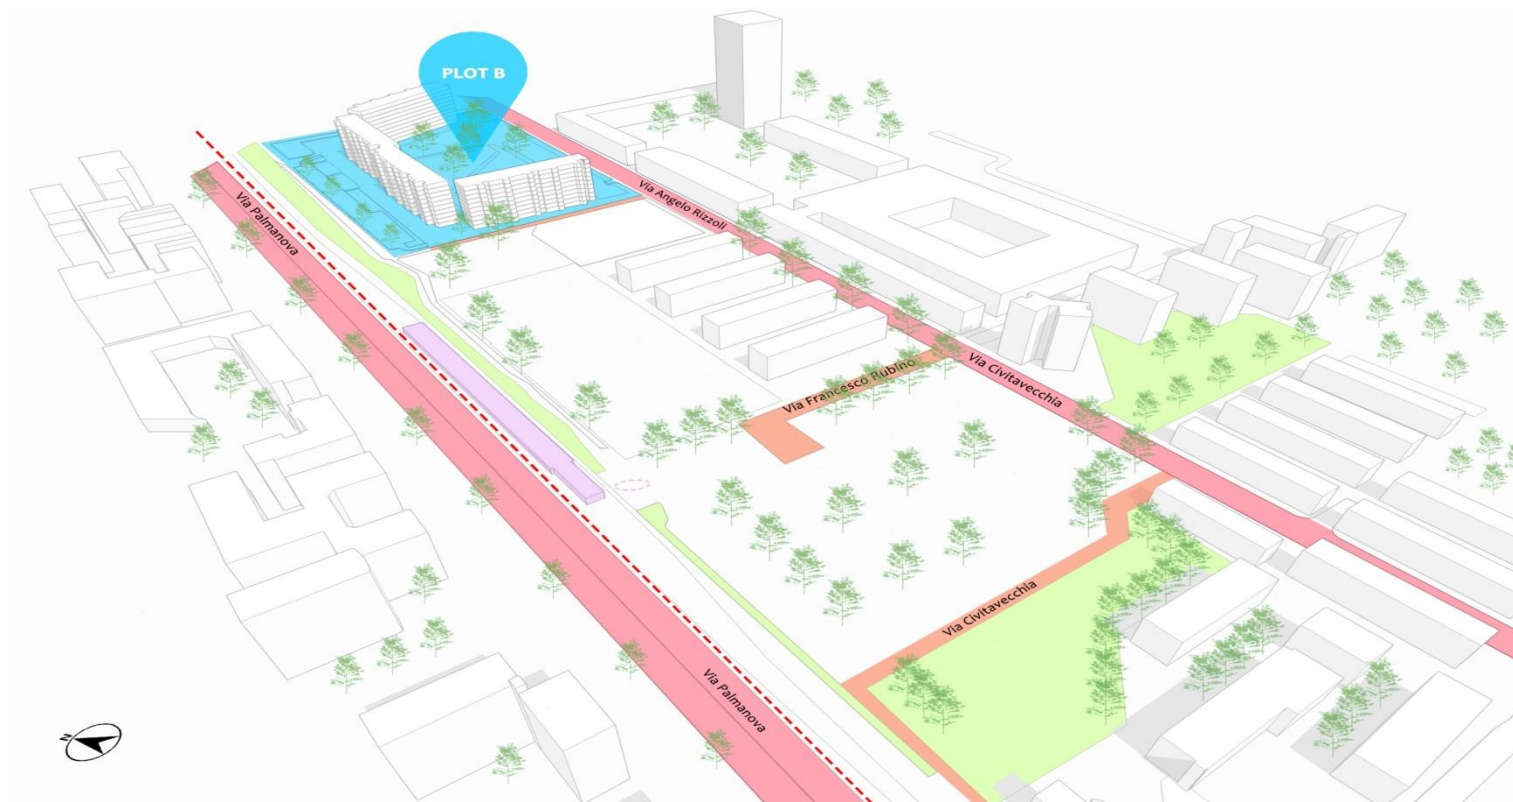 PLOT B
Via Palmanova
Via Angelo Rizzoli
Via Francesco Rubino
Via Civitavecchia
Via Civitavecchia
Via Palmanova
N